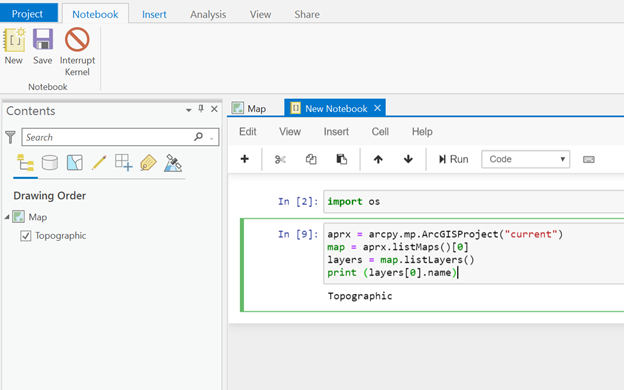 Project Notebook Insert Analysis View Share
New Save Interrupt
Kernel
Notebook
Contents
Search
Drawing Order
Map
Topographic
Map New Notebook
Edit View Insert Cell Help
Run Code
In [2]: import os
In [9]: aprx = arcpy.mp.ArcGISProject("current")
map = aprx.listMaps()[0]
layers = map.listLayers()
print (layers[0].name)
Topographic